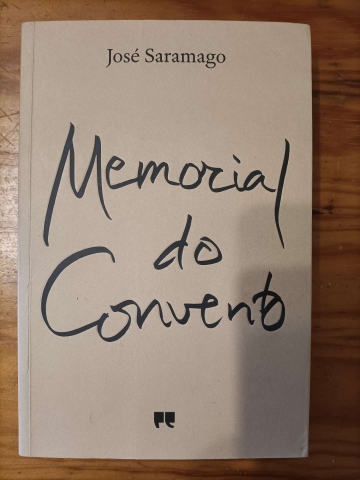 José Saramago
Memorial
do
Convento